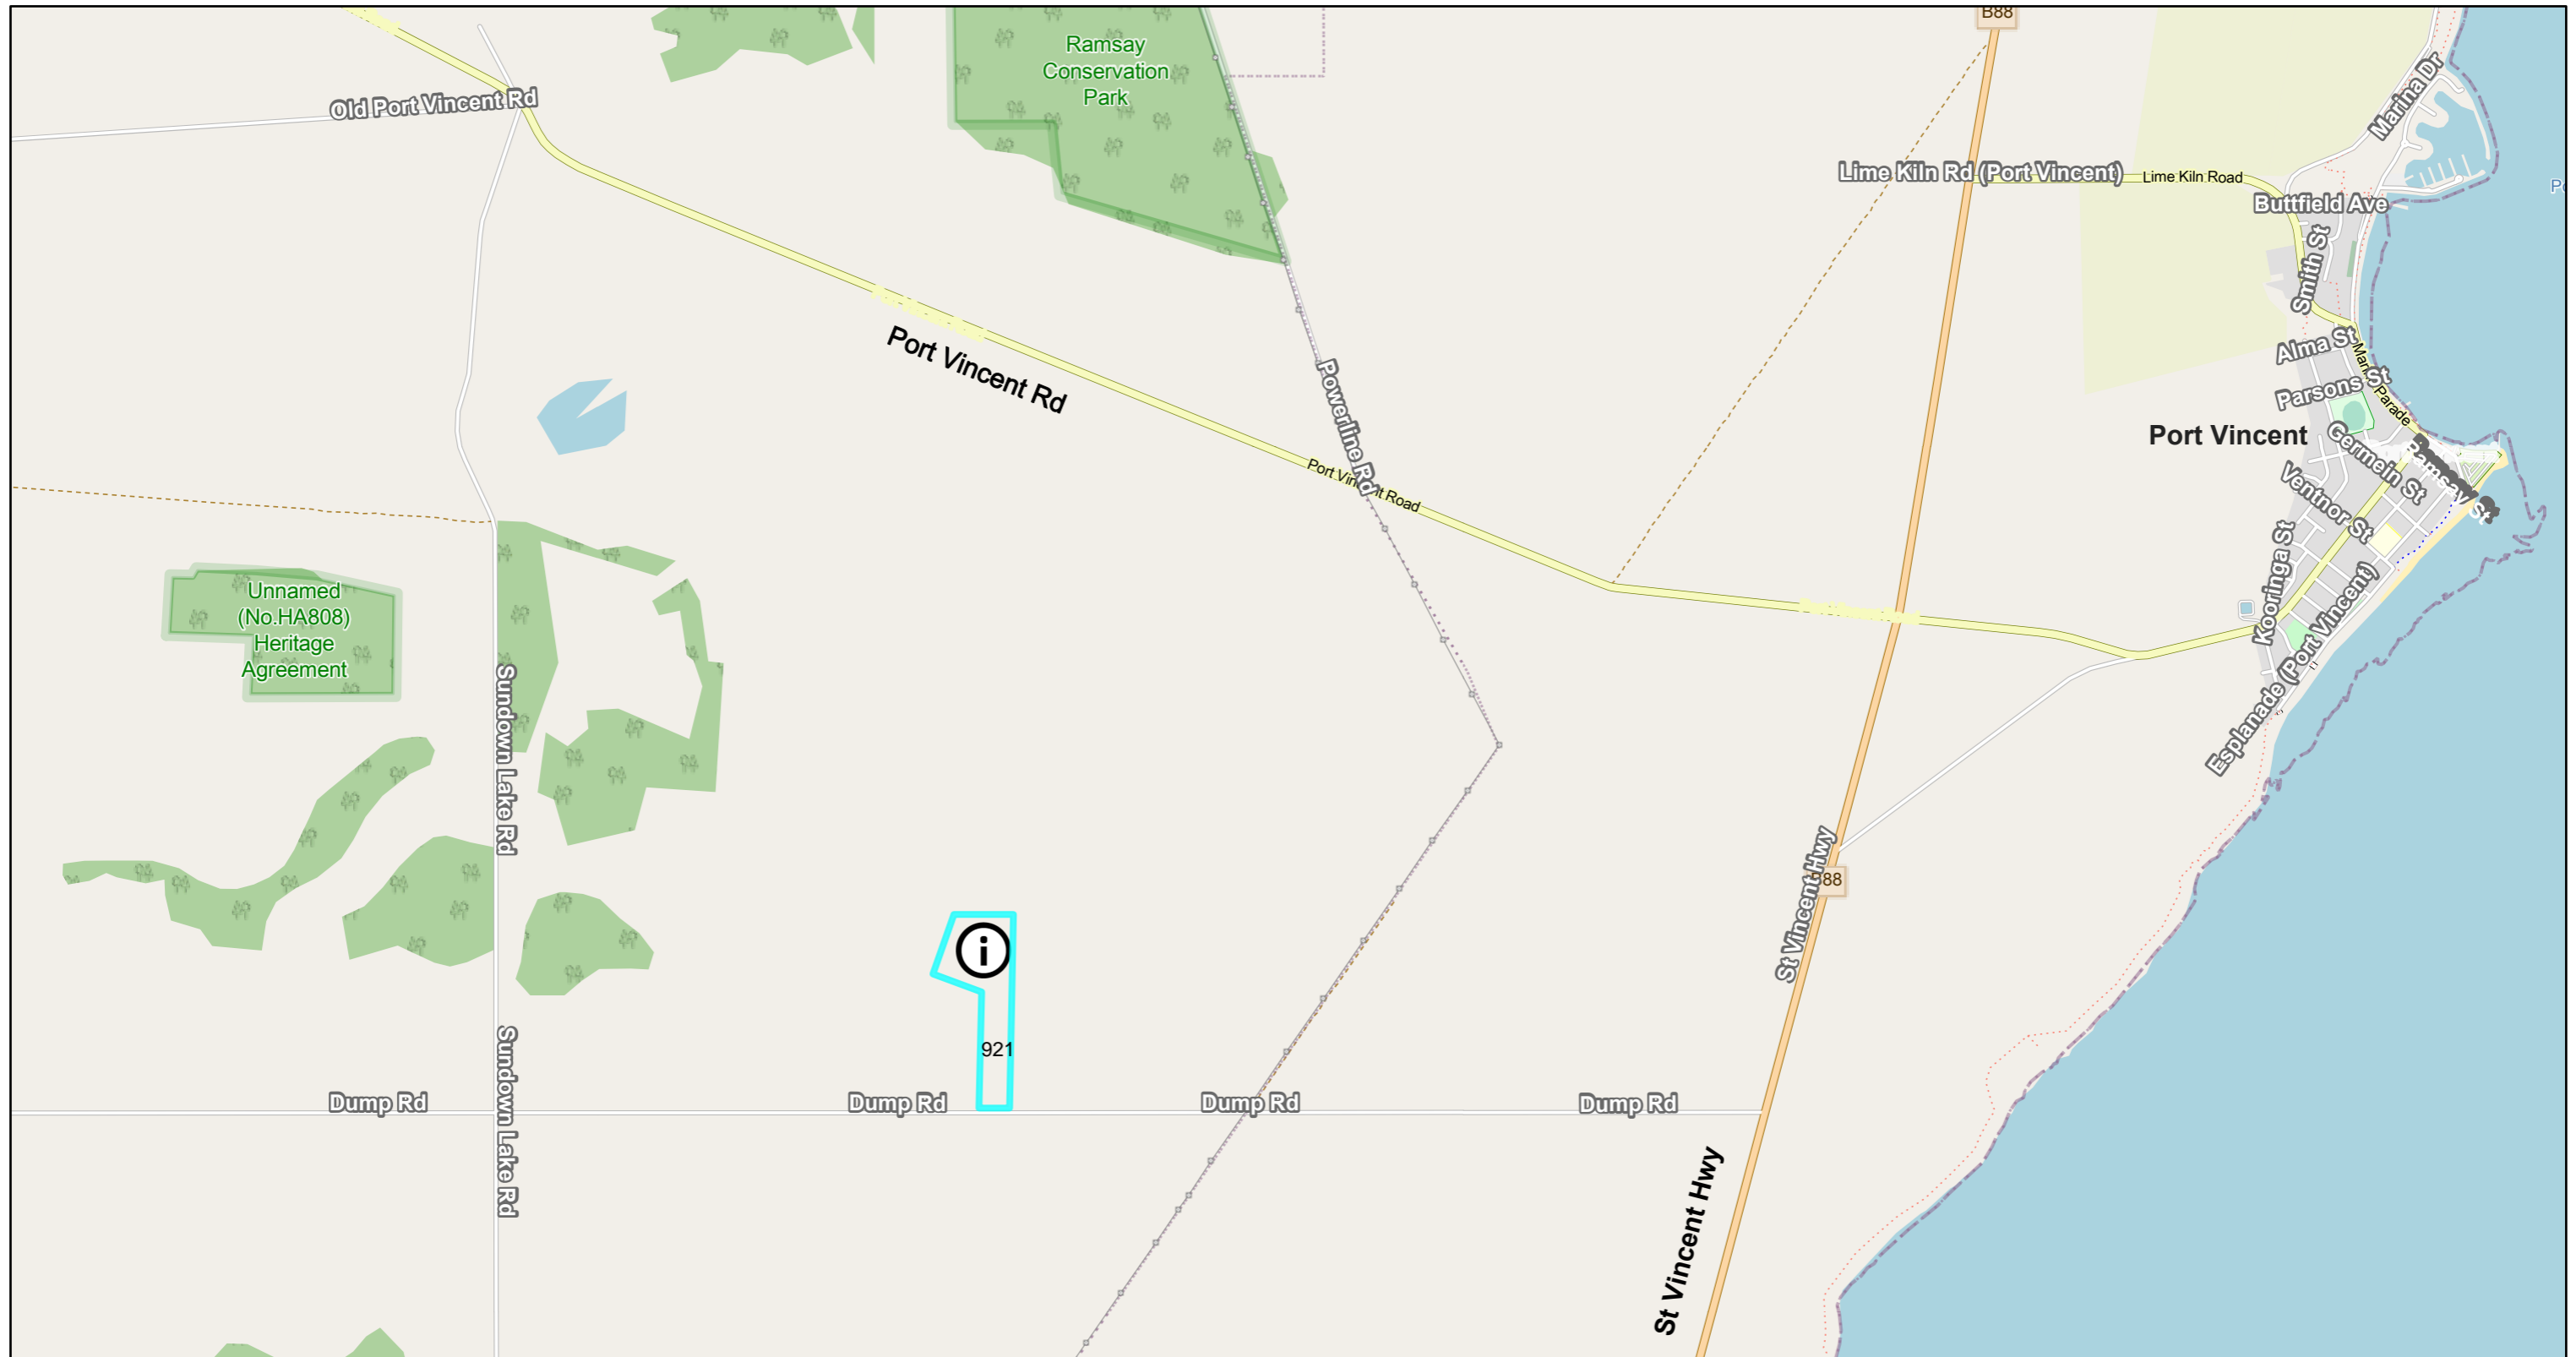 B88
Ramsay
Conservation
Park
Marina Dr
Old Port Vincent Rd
Lime Kiln Rd (Port Vincent)
Lime Kiln Road
Buttfield Ave
Smith St
Port Vincent Rd
Alma St
Powerline Rd
Parsons St
Port Vincent
Germein St
Ramsay St
Ventnor St
Kooringa St
Unnamed
(No.HA808)
Heritage
Agreement
Esplanade (Port Vincent)
Sundown Lake Rd
St Vincent Hwy
i
921
Sundown Lake Rd
Dump Rd
Dump Rd
Dump Rd
Dump Rd
St Vincent Hwy